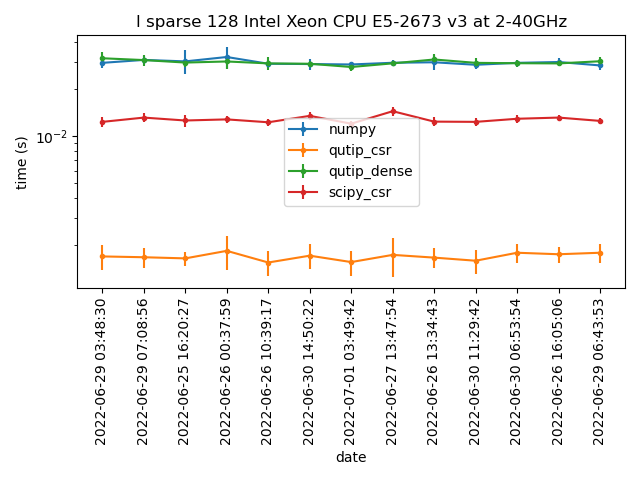 l sparse 128 Intel Xeon CPU E5-2673 v3 at 2-40GHz
time (s)
10⁻²
numpy
qutip_csr
qutip_dense
scipy_csr
2022-06-29 03:48:30
2022-06-29 07:08:56
2022-06-25 16:20:27
2022-06-26 00:37:59
2022-06-26 10:39:17
2022-06-30 14:50:22
2022-07-01 03:49:42
2022-06-27 13:47:54
2022-06-26 13:34:43
2022-06-30 11:29:42
2022-06-30 06:53:54
2022-06-26 16:05:06
2022-06-29 06:43:53
date